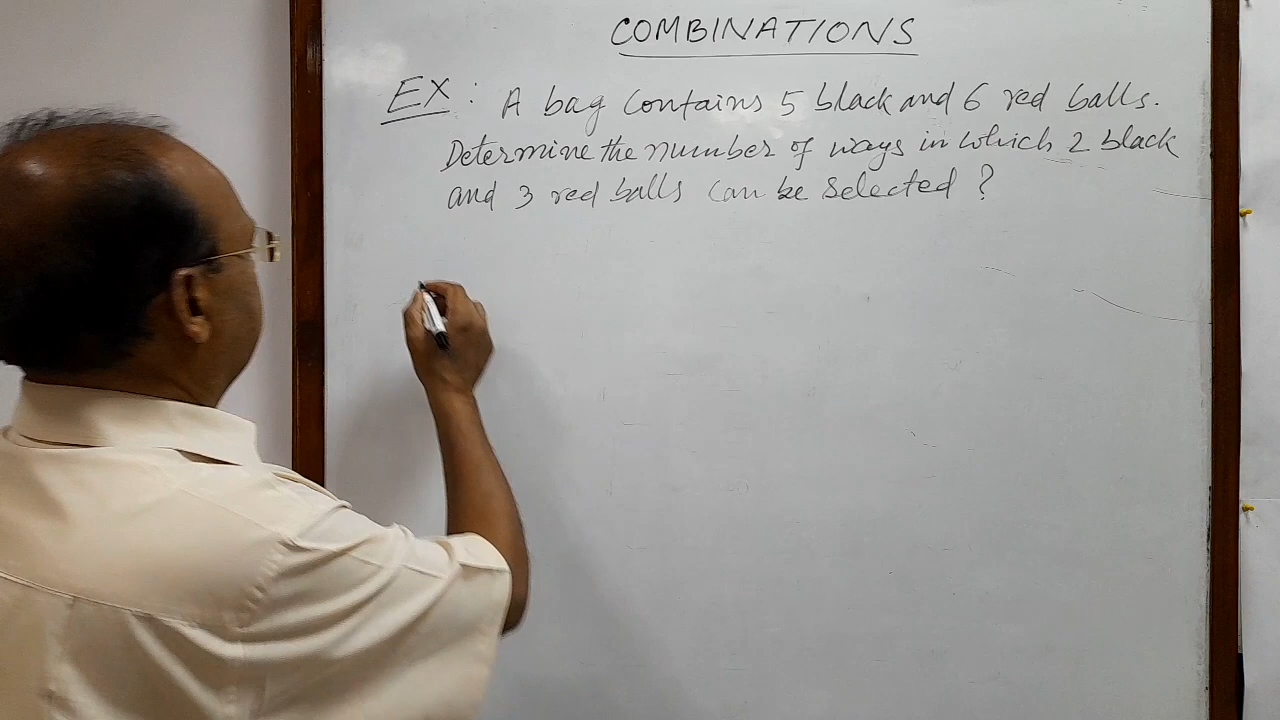 COMBINATIONS
EX : A bag contains 5 black and 6 red balls.
Determine the number of ways in which 2 black
and 3 red balls can be selected ?